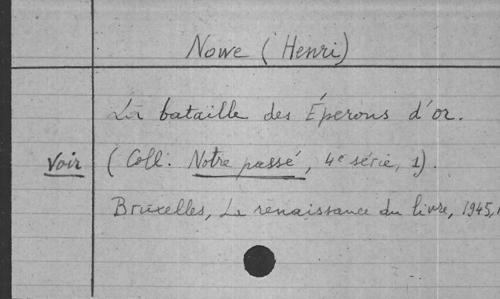 Nowe (Henri)
La bataille des Éperons d'or.
Voir (Coll. Notre passé, 4e série, 1).
Bruxelles, La renaissance du livre, 1945,